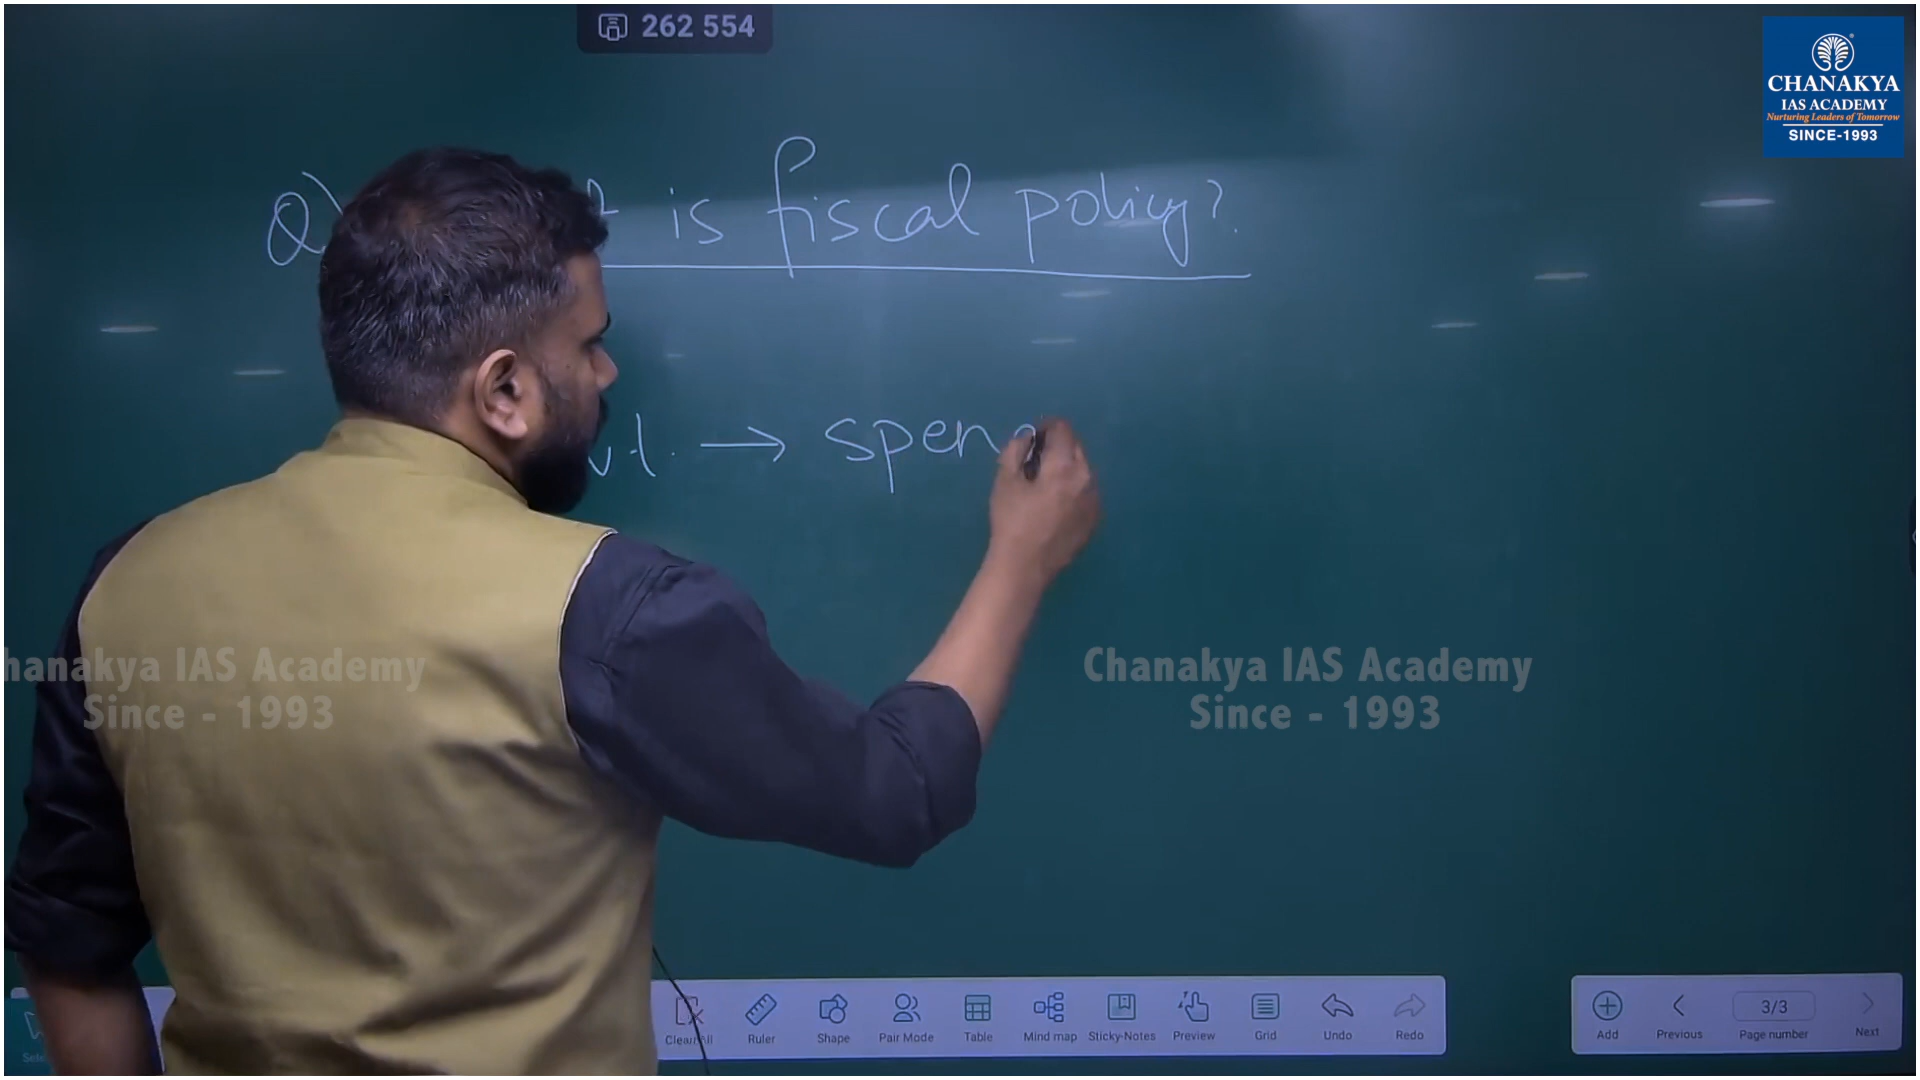 262 554
CHANAKYA
IAS ACADEMY
Nurturing Leaders of Tomorrow
SINCE-1993
Q) is fiscal policy?
→
hanakya IAS Academy
Since - 1993
Chanakya IAS Academy
Since - 1993
Clear All
Ruler
Shape
Pair Mode
Table
Mind map
Sticky-Notes
Preview
Grid
Undo
Redo
Add
Previous
3/3
Page number
Next